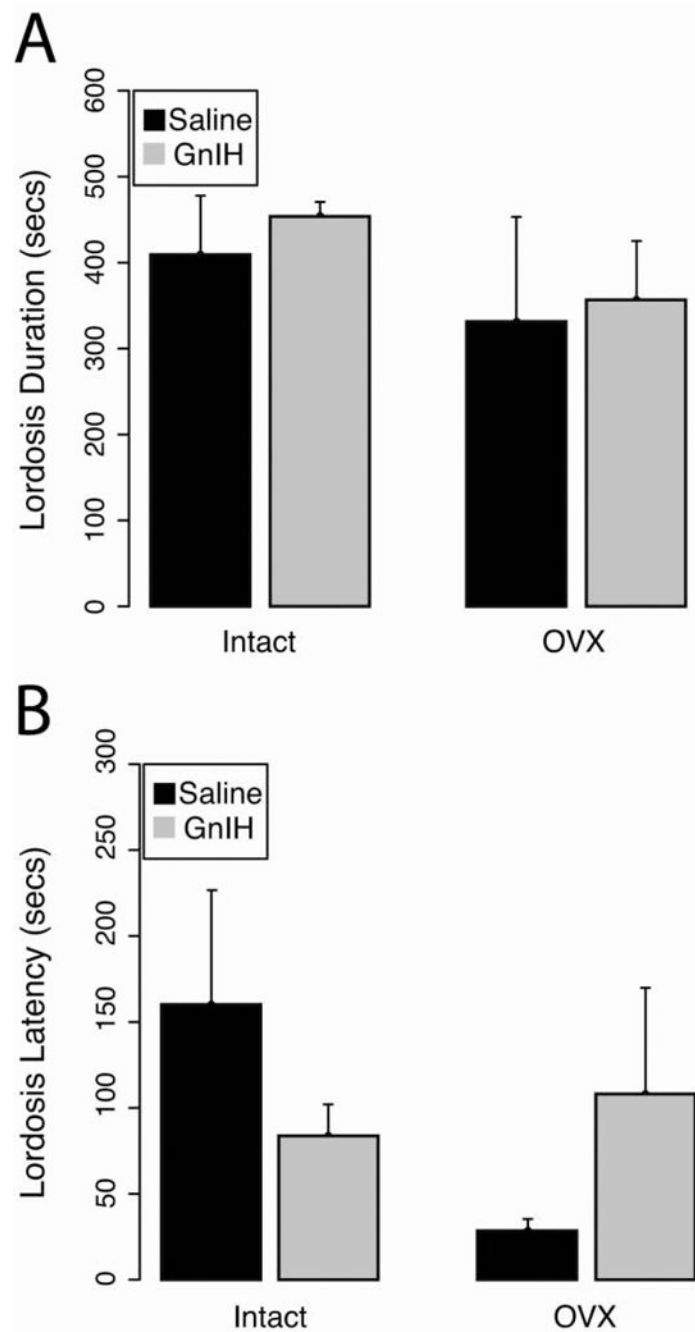 A
Lordosis Duration (secs)
600
500
400
300
200
100
0
Saline
GnIH
Intact OVX
B
Lordosis Latency (secs)
300
250
200
150
100
50
0
Saline
GnIH
Intact OVX